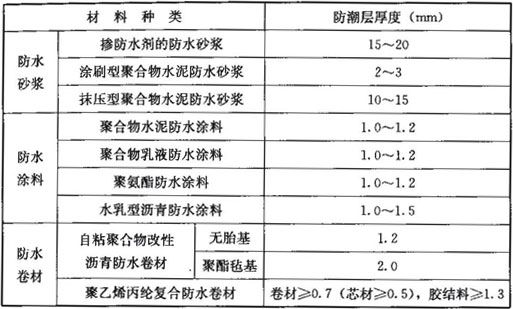 材料种类 防潮层厚度（mm）
防水砂浆 掺防水剂的防水砂浆 15～20
涂刷型聚合物水泥防水砂浆 2～3
抹压型聚合物水泥防水砂浆 10～15
防水涂料 聚合物水泥防水涂料 1.0～1.2
聚合物乳液防水涂料 1.0～1.2
聚氨酯防水涂料 1.0～1.2
水乳型沥青防水涂料 1.0～1.5
防水卷材 自粘聚合物改性沥青防水卷材 无胎基 1.2
聚酯毡基 2.0
聚乙烯丙纶复合防水卷材 卷材≥0.7（芯材≥0.5），胶结料≥1.3